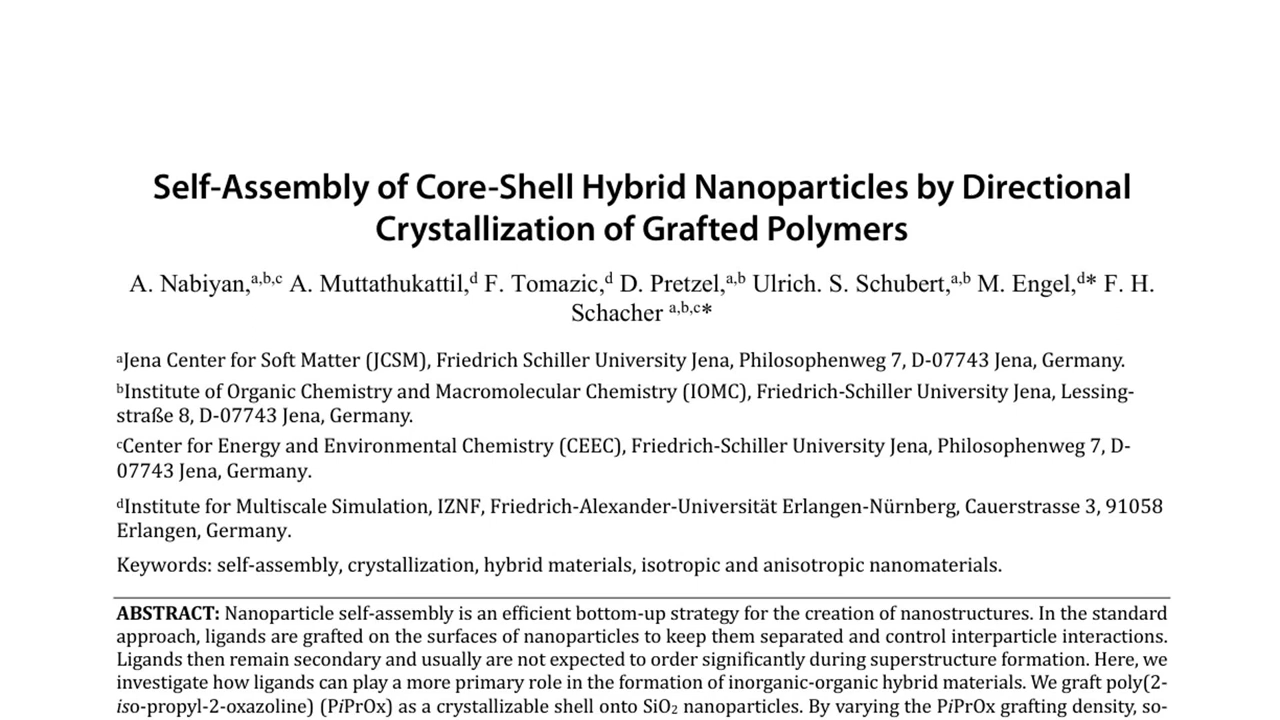 Self-Assembly of Core-Shell Hybrid Nanoparticles by Directional
Crystallization of Grafted Polymers
A. Nabiyan,a,b,c A. Muttathukattil,d F. Tomazic,d D. Pretzel,a,b Ulrich. S. Schubert,a,b M. Engel,d* F. H.
Schacher a,b,c*
aJena Center for Soft Matter (JCSM), Friedrich Schiller University Jena, Philosophenweg 7, D-07743 Jena, Germany.
bInstitute of Organic Chemistry and Macromolecular Chemistry (IOMC), Friedrich-Schiller University Jena, Lessing-
straße 8, D-07743 Jena, Germany.
cCenter for Energy and Environmental Chemistry (CEEC), Friedrich-Schiller University Jena, Philosophenweg 7, D-
07743 Jena, Germany.
dInstitute for Multiscale Simulation, IZNF, Friedrich-Alexander-Universität Erlangen-Nürnberg, Cauerstrasse 3, 91058
Erlangen, Germany.
Keywords: self-assembly, crystallization, hybrid materials, isotropic and anisotropic nanomaterials.
ABSTRACT: Nanoparticle self-assembly is an efficient bottom-up strategy for the creation of nanostructures. In the standard
approach, ligands are grafted on the surfaces of nanoparticles to keep them separated and control interparticle interactions.
Ligands then remain secondary and usually are not expected to order significantly during superstructure formation. Here, we
investigate how ligands can play a more primary role in the formation of inorganic-organic hybrid materials. We graft poly(2-
iso-propyl-2-oxazoline) (PiPrOx) as a crystallizable shell onto SiO₂ nanoparticles. By varying the PiPrOx grafting density, so-